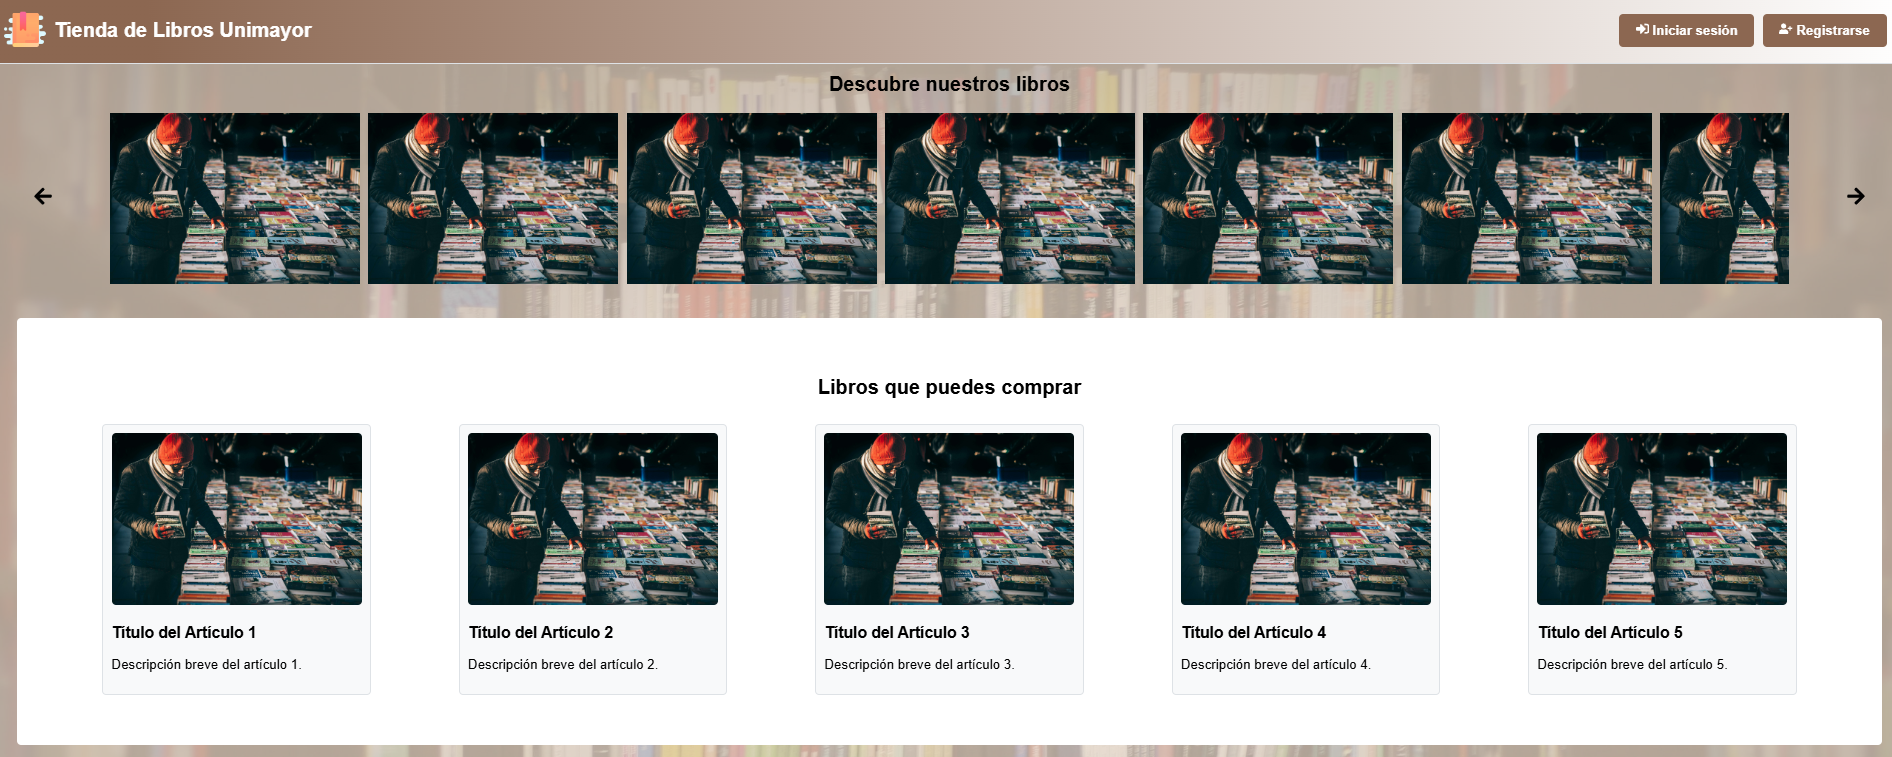 Tienda de Libros Unimayor
Iniciar sesión
Registrarse
Descubre nuestros libros
Libros que puedes comprar
Título del Artículo 1
Descripción breve del artículo 1.
Título del Artículo 2
Descripción breve del artículo 2.
Título del Artículo 3
Descripción breve del artículo 3.
Título del Artículo 4
Descripción breve del artículo 4.
Título del Artículo 5
Descripción breve del artículo 5.